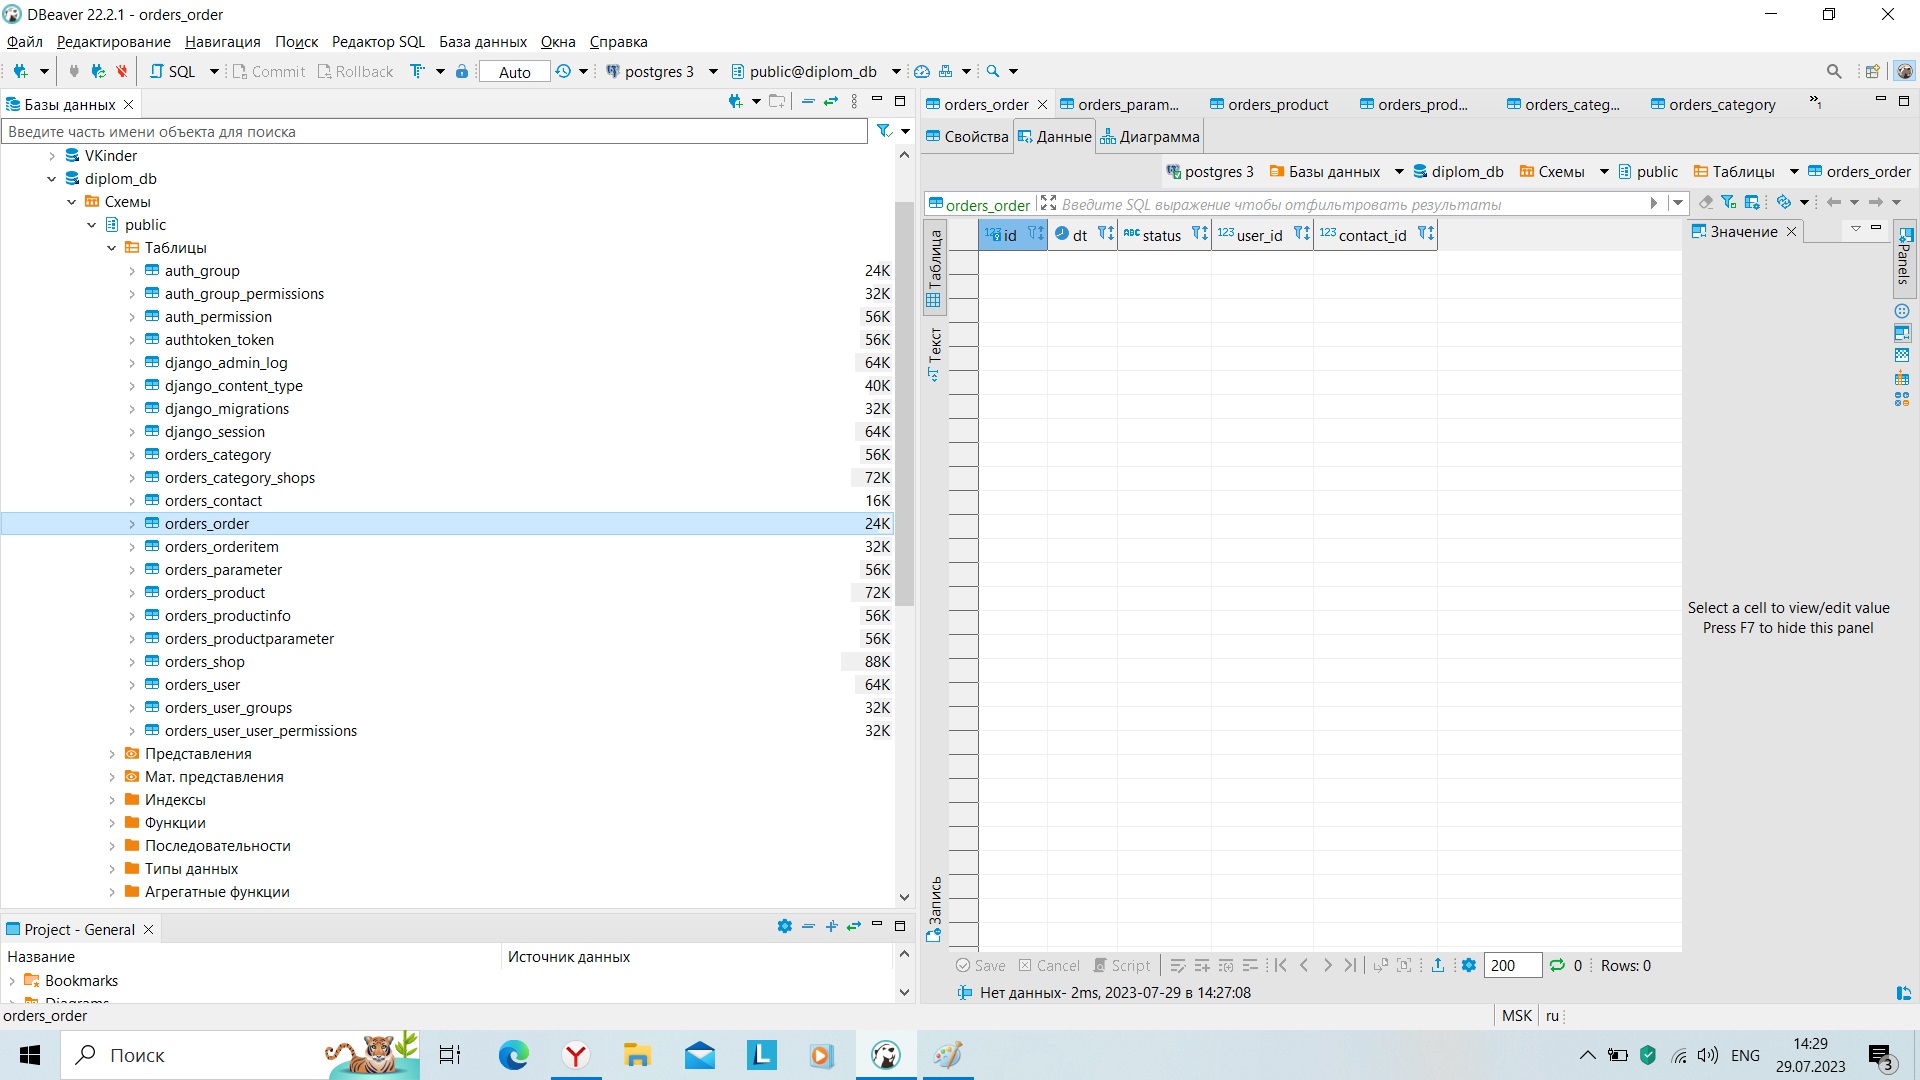 DBeaver 22.2.1 - orders_order
Файл Редактирование Навигация Поиск Редактор SQL База данных Окна Справка
SQL Commit Rollback Auto postgres 3 public@diplom_db
Базы данных
Введите часть имени объекта для поиска
VKinder
diplom_db
Схемы
public
Таблицы
auth_group 24K
auth_group_permissions 32K
auth_permission 56K
authtoken_token 56K
django_admin_log 64K
django_content_type 40K
django_migrations 32K
django_session 64K
orders_category 56K
orders_category_shops 72K
orders_contact 16K
orders_order 24K
orders_orderitem 32K
orders_parameter 56K
orders_product 72K
orders_productinfo 56K
orders_productparameter 56K
orders_shop 88K
orders_user 64K
orders_user_groups 32K
orders_user_user_permissions 32K
Представления
Мат. представления
Индексы
Функции
Последовательности
Типы данных
Агрегатные функции
Project - General
Название Источник данных
Bookmarks
Diagrams
orders_order
orders_order orders_param... orders_product orders_prod... orders_categ... orders_category »1
Свойства Данные Диаграмма
postgres 3 Базы данных diplom_db Схемы public Таблицы orders_order
orders_order Введите SQL выражение чтобы отфильтровать результаты
Таблица
Текст
Запись
123 id dt ABC status 123 user_id 123 contact_id
Значение
Panels
Select a cell to view/edit value
Press F7 to hide this panel
Save Cancel Script 200 0 Rows: 0
Нет данных- 2ms, 2023-07-29 в 14:27:08
MSK ru
Поиск
ENG
14:29
29.07.2023
3